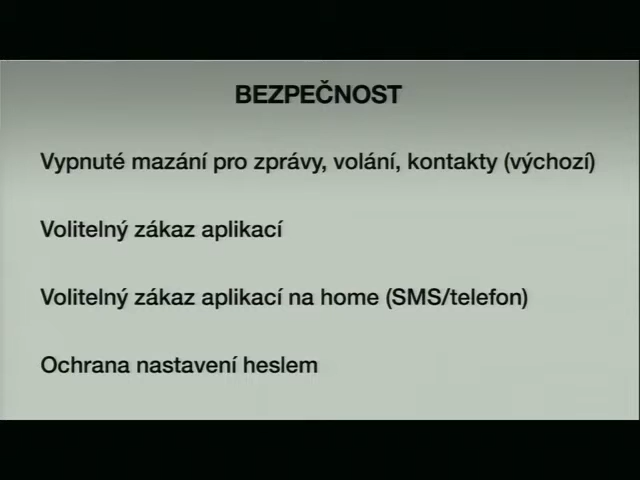 BEZPEČNOST
Vypnuté mazání pro zprávy, volání, kontakty (výchozí)
Volitelný zákaz aplikací
Volitelný zákaz aplikací na home (SMS/telefon)
Ochrana nastavení heslem